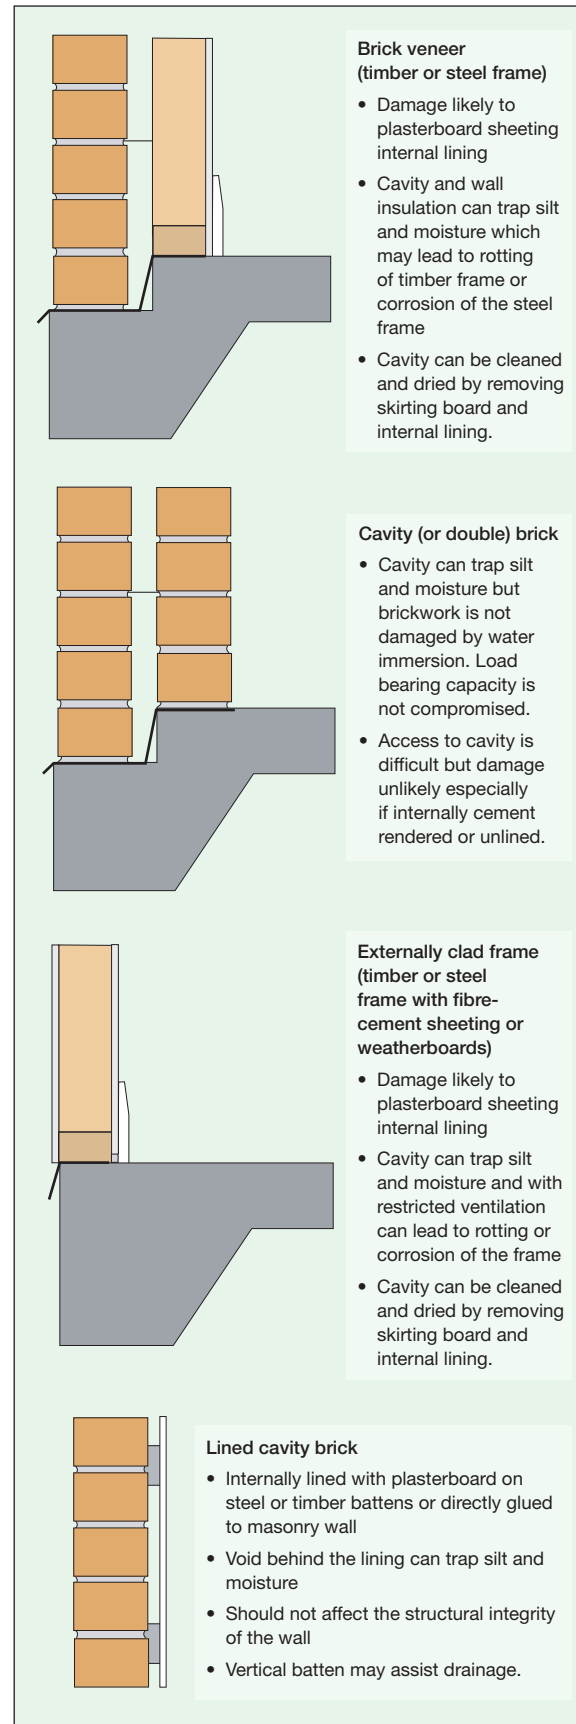 Brick veneer
(timber or steel frame)
• Damage likely to
plasterboard sheeting
internal lining
• Cavity and wall
insulation can trap silt
and moisture which
may lead to rotting
of timber frame or
corrosion of the steel
frame
• Cavity can be cleaned
and dried by removing
skirting board and
internal lining.
Cavity (or double) brick
• Cavity can trap silt
and moisture but
brickwork is not
damaged by water
immersion. Load
bearing capacity is
not compromised.
• Access to cavity is
difficult but damage
unlikely especially
if internally cement
rendered or unlined.
Externally clad frame
(timber or steel
frame with fibre-
cement sheeting or
weatherboards)
• Damage likely to
plasterboard sheeting
internal lining
• Cavity can trap silt
and moisture and with
restricted ventilation
can lead to rotting or
corrosion of the frame
• Cavity can be cleaned
and dried by removing
skirting board and
internal lining.
Lined cavity brick
• Internally lined with plasterboard on
steel or timber battens or directly glued
to masonry wall
• Void behind the lining can trap silt and
moisture
• Should not affect the structural integrity
of the wall
• Vertical batten may assist drainage.